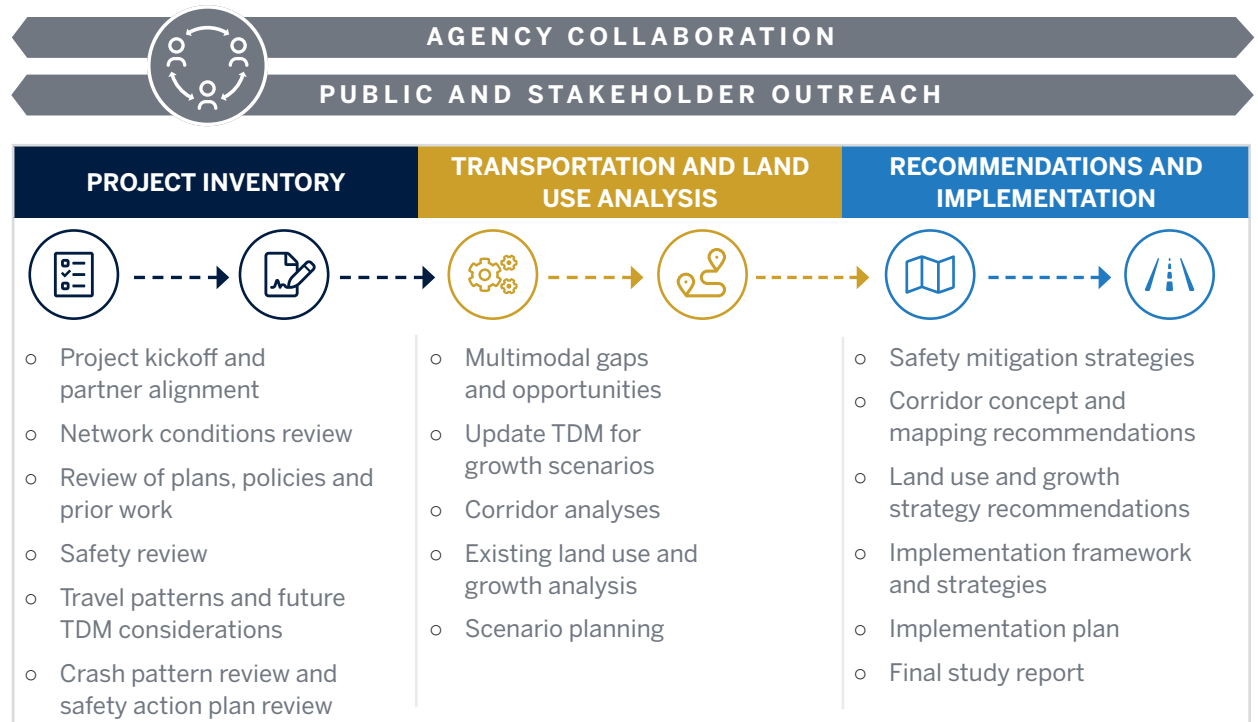 AGENCY COLLABORATION
PUBLIC AND STAKEHOLDER OUTREACH
PROJECT INVENTORY
○ Project kickoff and
partner alignment
○ Network conditions review
○ Review of plans, policies and
prior work
○ Safety review
○ Travel patterns and future
TDM considerations
○ Crash pattern review and
safety action plan review
TRANSPORTATION AND LAND
USE ANALYSIS
○ Multimodal gaps
and opportunities
○ Update TDM for
growth scenarios
○ Corridor analyses
○ Existing land use and
growth analysis
○ Scenario planning
RECOMMENDATIONS AND
IMPLEMENTATION
○ Safety mitigation strategies
○ Corridor concept and
mapping recommendations
○ Land use and growth
strategy recommendations
○ Implementation framework
and strategies
○ Implementation plan
○ Final study report